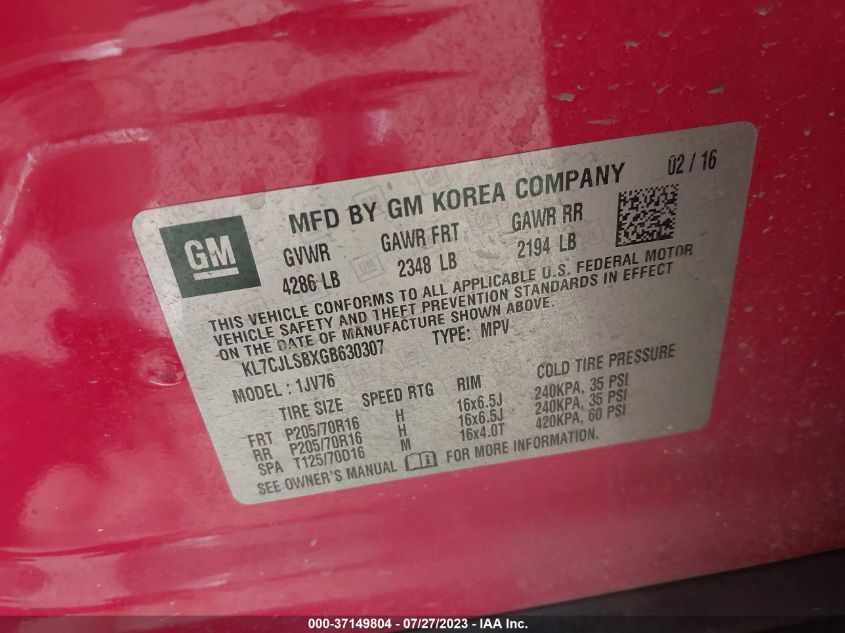 GM
MFD BY GM KOREA COMPANY 02 / 16
GVWR GAWR FRT GAWR RR
4286 LB 2348 LB 2194 LB
THIS VEHICLE CONFORMS TO ALL APPLICABLE U.S. FEDERAL MOTOR
VEHICLE SAFETY AND THEFT PREVENTION STANDARDS IN EFFECT
ON THE DATE OF MANUFACTURE SHOWN ABOVE.
KL7CJLSBXGB630307 TYPE: MPV
MODEL: 1JV76
TIRE SIZE SPEED RTG RIM COLD TIRE PRESSURE
FRT P205/70R16 H 16x6.5J 240KPA, 35 PSI
RR P205/70R16 H 16x6.5J 240KPA, 35 PSI
SPA T125/70D16 M 16x4.0T 420KPA, 60 PSI
SEE OWNER'S MANUAL FOR MORE INFORMATION.
000-37149804 - 07/27/2023 - © IAA Inc.